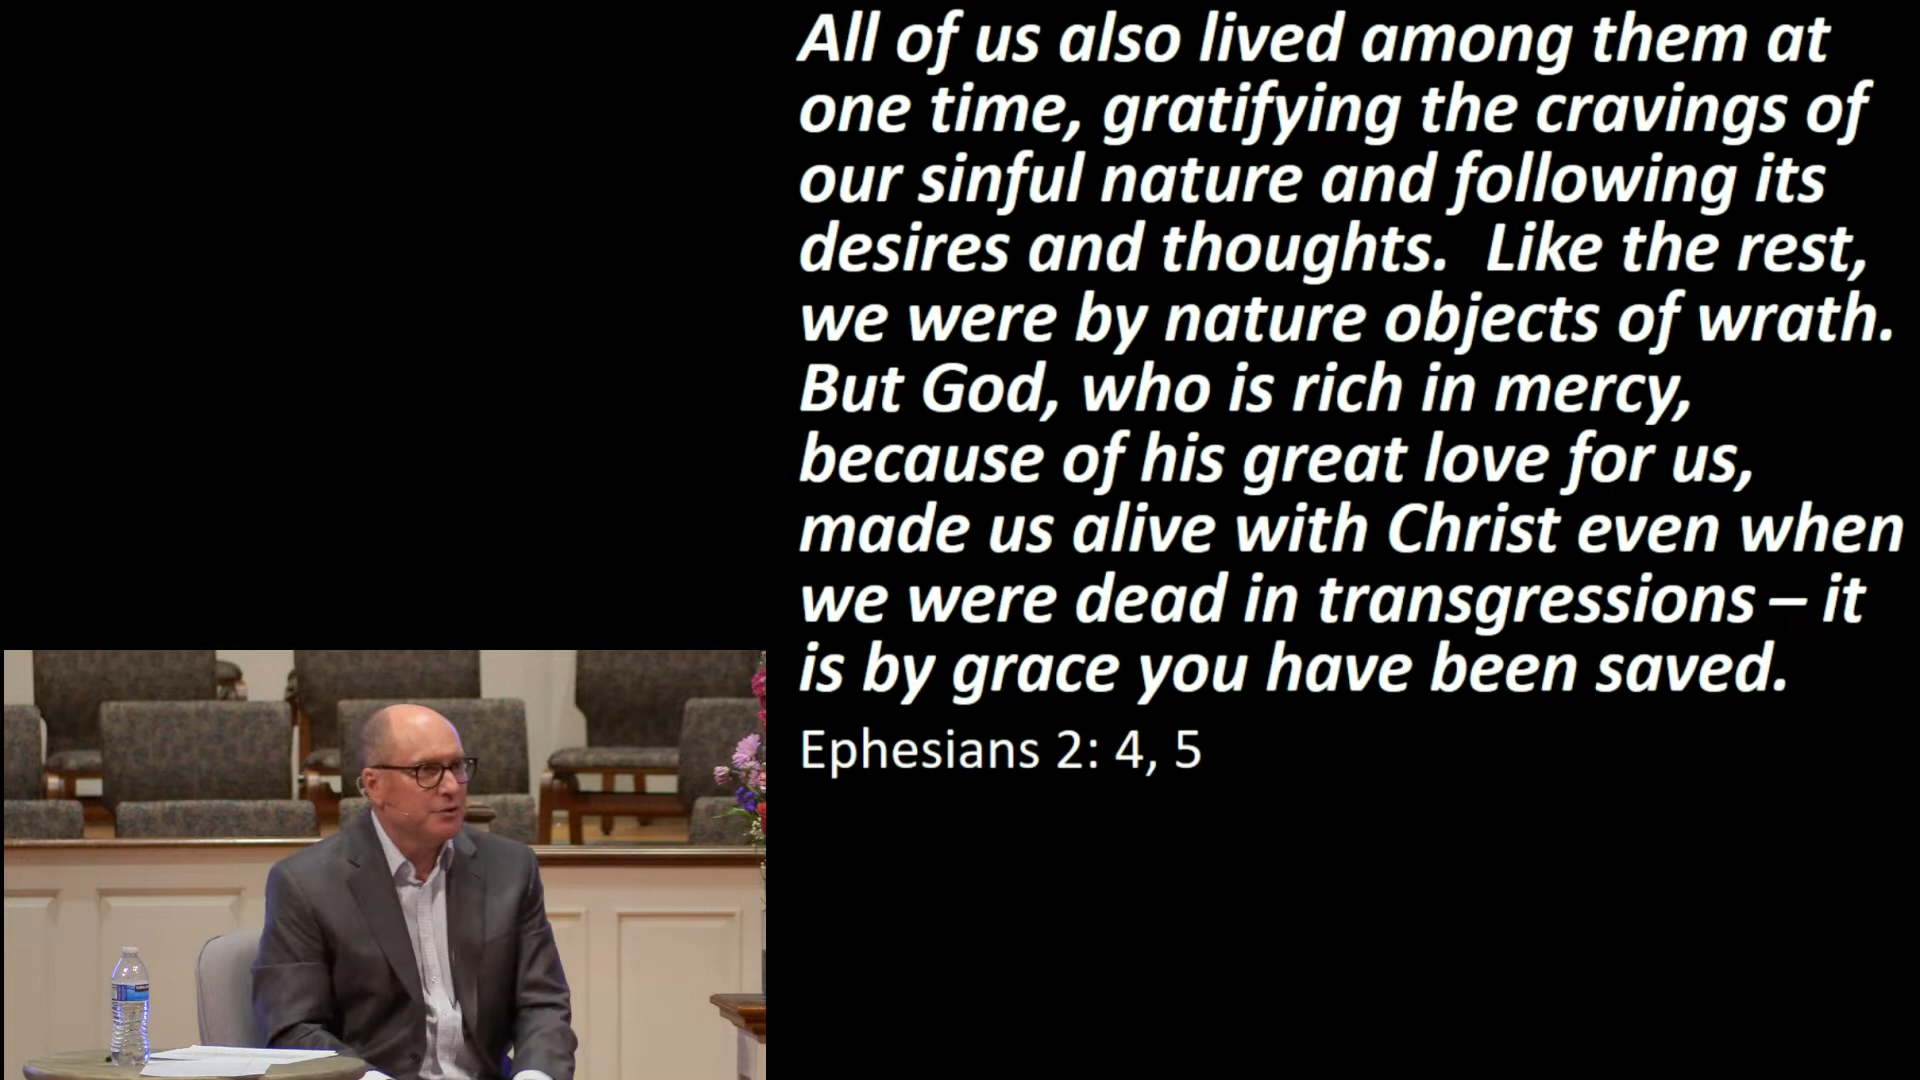 All of us also lived among them at
one time, gratifying the cravings of
our sinful nature and following its
desires and thoughts.  Like the rest,
we were by nature objects of wrath.
But God, who is rich in mercy,
because of his great love for us,
made us alive with Christ even when
we were dead in transgressions – it
is by grace you have been saved.
Ephesians 2: 4, 5